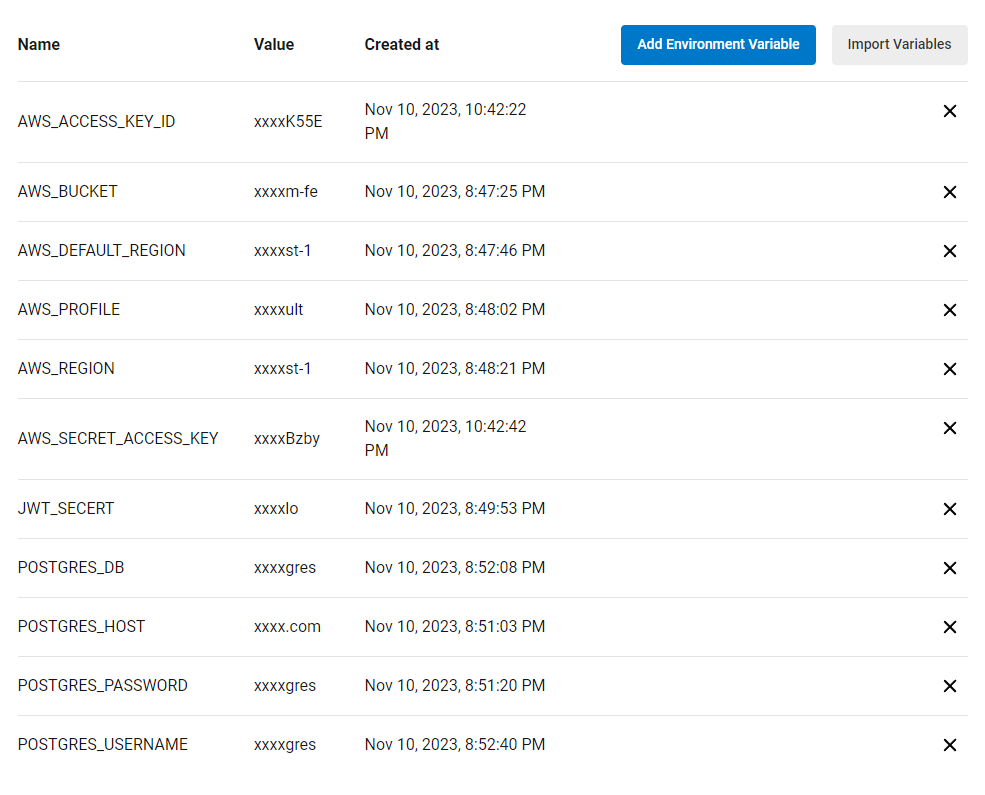 Name Value Created at Add Environment Variable Import Variables
AWS_ACCESS_KEY_ID xxxxK55E Nov 10, 2023, 10:42:22
PM
AWS_BUCKET xxxxm-fe Nov 10, 2023, 8:47:25 PM
AWS_DEFAULT_REGION xxxxst-1 Nov 10, 2023, 8:47:46 PM
AWS_PROFILE xxxxult Nov 10, 2023, 8:48:02 PM
AWS_REGION xxxxst-1 Nov 10, 2023, 8:48:21 PM
AWS_SECRET_ACCESS_KEY xxxxBzby Nov 10, 2023, 10:42:42
PM
JWT_SECERT xxxxlo Nov 10, 2023, 8:49:53 PM
POSTGRES_DB xxxxgres Nov 10, 2023, 8:52:08 PM
POSTGRES_HOST xxxx.com Nov 10, 2023, 8:51:03 PM
POSTGRES_PASSWORD xxxxgres Nov 10, 2023, 8:51:20 PM
POSTGRES_USERNAME xxxxgres Nov 10, 2023, 8:52:40 PM